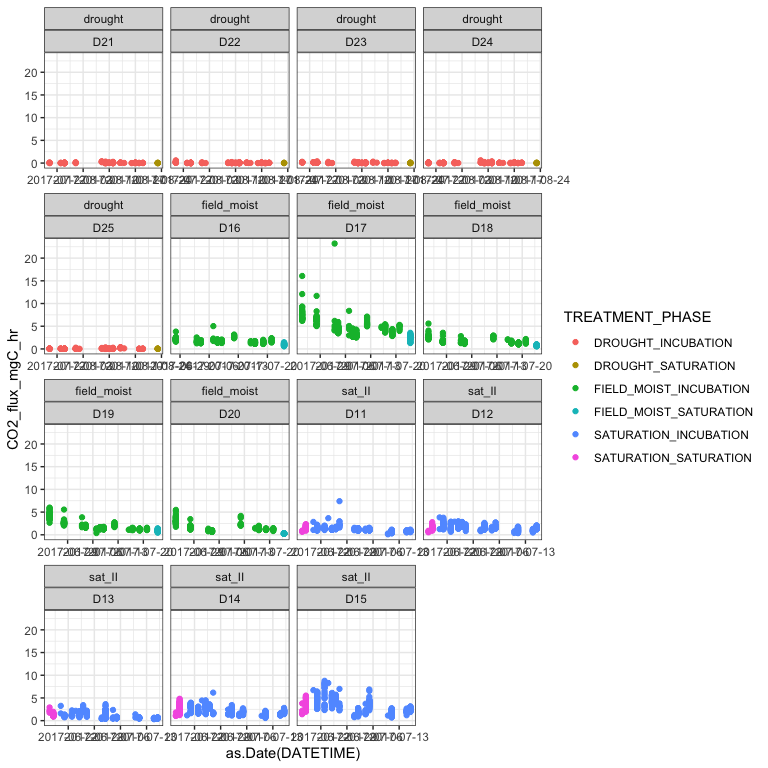 drought drought drought drought
D21 D22 D23 D24
20
15
10
5
0
drought field_moist field_moist field_moist
D25 D16 D17 D18
20
15
10
5
0
field_moist field_moist sat_II sat_II
D19 D20 D11 D12
20
15
10
5
0
sat_II sat_II sat_II
D13 D14 D15
20
15
10
5
0
as.Date(DATETIME)
CO2_flux_mgC_hr
TREATMENT_PHASE
DROUGHT_INCUBATION
DROUGHT_SATURATION
FIELD_MOIST_INCUBATION
FIELD_MOIST_SATURATION
SATURATION_INCUBATION
SATURATION_SATURATION